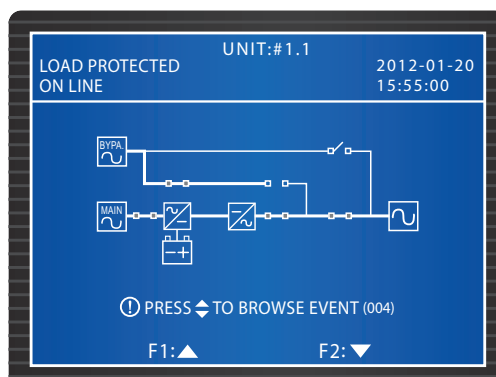 UNIT:#1.1
LOAD PROTECTED
ON LINE
2012-01-20
15:55:00
BYPA.
MAIN
PRESS TO BROWSE EVENT (004)
F1:
F2: